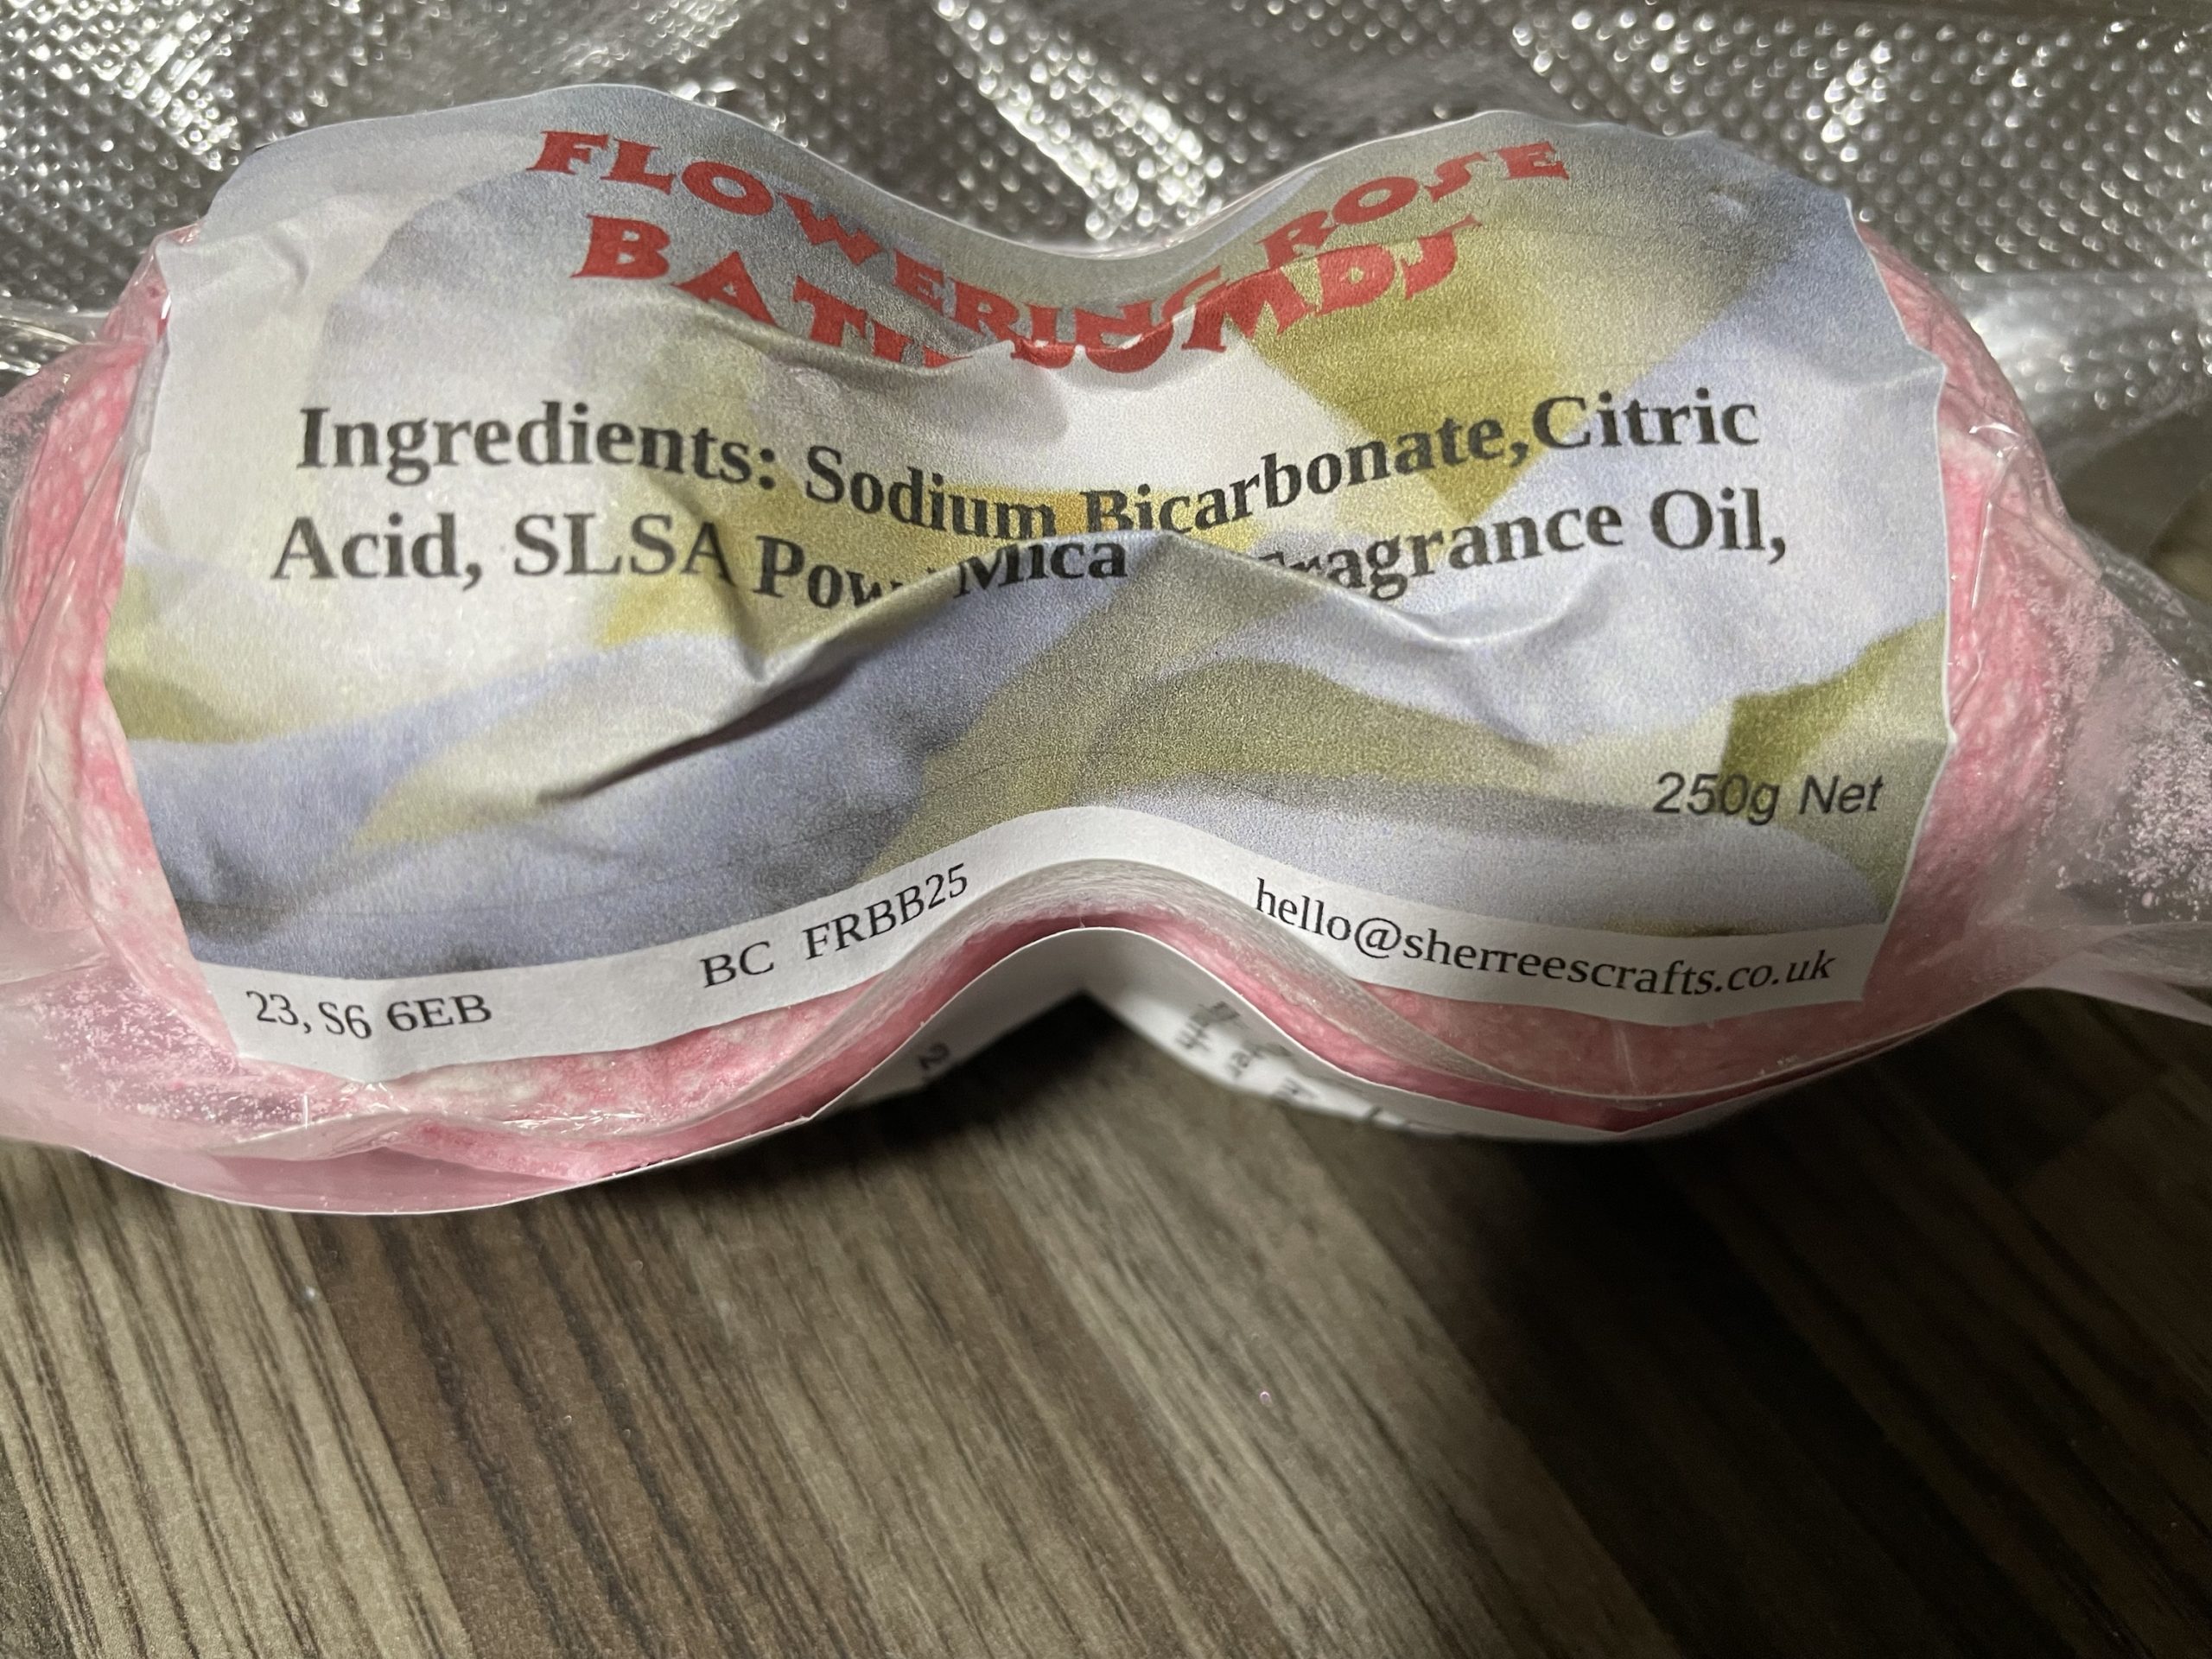 FLOWERING ROSE
BATH
Ingredients: Sodium Bicarbonate,Citric
Acid, SLSA Mica Fragrance Oil,
250g Net
23, S6 6EB BC FRBB25 hello@sherreescrafts.co.uk